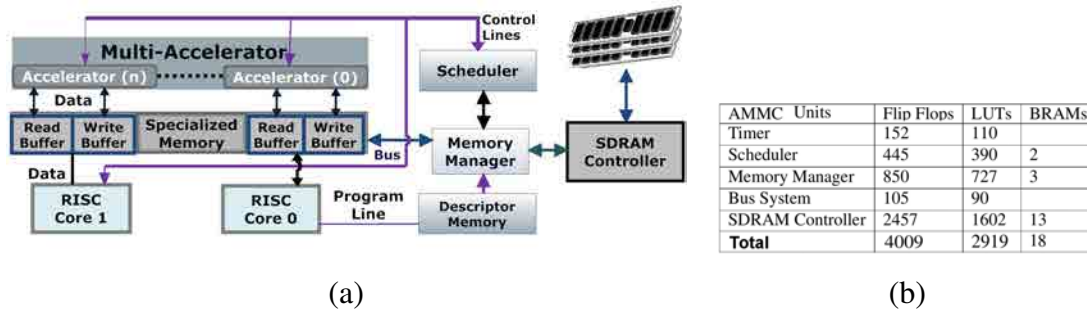 Control
Lines
Multi-Accelerator
Accelerator (n)
Accelerator (0)
Scheduler
Data
Read
Buffer
Write
Buffer
Specialized
Memory
Read
Buffer
Write
Buffer
Bus
Memory
Manager
SDRAM
Controller
Data
RISC
Core 1
RISC
Core 0
Program
Line
Descriptor
Memory
(a)
AMMC Units Flip Flops LUTs BRAMs
Timer 152 110
Scheduler 445 390 2
Memory Manager 850 727 3
Bus System 105 90
SDRAM Controller 2457 1602 13
Total 4009 2919 18
(b)